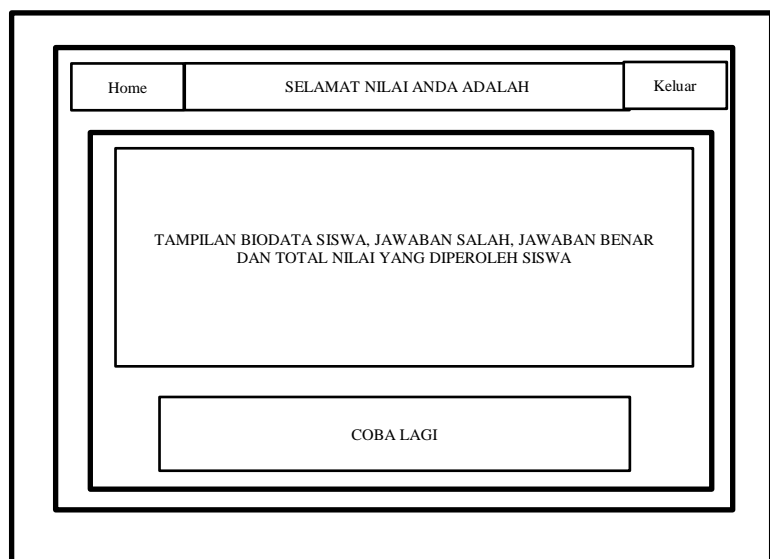 Home
SELAMAT NILAI ANDA ADALAH
Keluar
TAMPILAN BIODATA SISWA, JAWABAN SALAH, JAWABAN BENAR
DAN TOTAL NILAI YANG DIPEROLEH SISWA
COBA LAGI